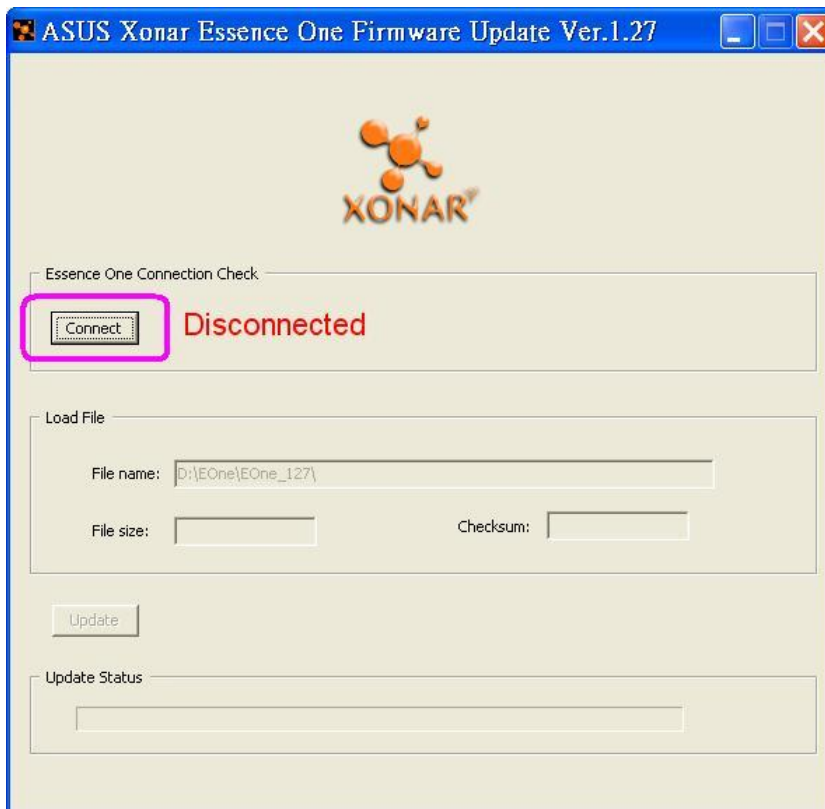 ASUS Xonar Essence One Firmware Update Ver.1.27
XONAR
Essence One Connection Check
Connect Disconnected
Load File
File name: D:\EOne\EOne_127\
File size: Checksum:
Update
Update Status